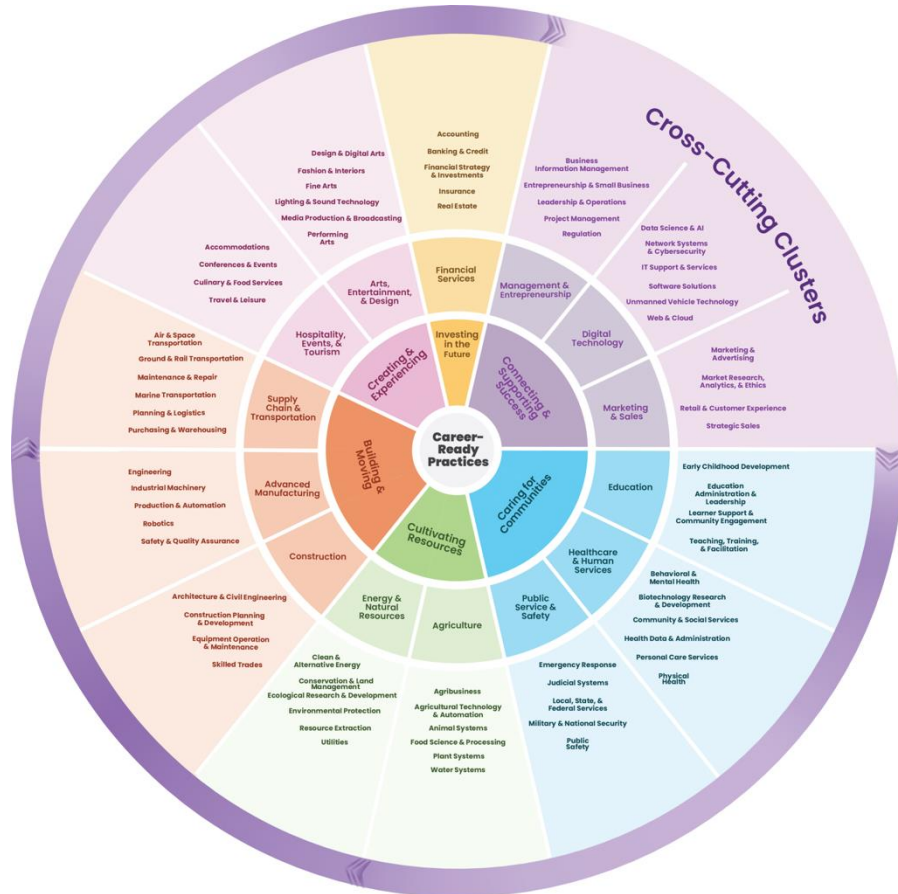 Career-
Ready
Practices
Investing
in the
Future
Financial
Services
Accounting
Banking & Credit
Financial Strategy
& Investments
Insurance
Real Estate
Cross-Cutting Clusters
Connecting &
Supporting
Success
Management &
Entrepreneurship
Business
Information Management
Entrepreneurship & Small Business
Leadership & Operations
Project Management
Regulation
Digital
Technology
Data Science & AI
Network Systems
& Cybersecurity
IT Support & Services
Software Solutions
Unmanned Vehicle Technology
Web & Cloud
Marketing
& Sales
Marketing &
Advertising
Market Research,
Analytics, & Ethics
Retail & Customer Experience
Strategic Sales
Caring for
Communities
Education
Early Childhood Development
Education
Administration &
Leadership
Learner Support &
Community Engagement
Teaching, Training,
& Facilitation
Healthcare
& Human
Services
Behavioral &
Mental Health
Biotechnology Research
& Development
Community & Social Services
Health Data & Administration
Personal Care Services
Physical
Health
Public
Service &
Safety
Emergency Response
Judicial Systems
Local, State, &
Federal Services
Military & National Security
Public
Safety
Cultivating
Resources
Agriculture
Agribusiness
Agricultural Technology
& Automation
Animal Systems
Food Science & Processing
Plant Systems
Water Systems
Energy &
Natural
Resources
Clean &
Alternative Energy
Conservation & Land
Management
Ecological Research & Development
Environmental Protection
Resource Extraction
Utilities
Building &
Moving
Construction
Architecture & Civil Engineering
Construction Planning
& Development
Equipment Operation
& Maintenance
Skilled Trades
Advanced
Manufacturing
Engineering
Industrial Machinery
Production & Automation
Robotics
Safety & Quality Assurance
Supply
Chain &
Transportation
Air & Space
Transportation
Ground & Rail Transportation
Maintenance & Repair
Marine Transportation
Planning & Logistics
Purchasing & Warehousing
Creating &
Experiencing
Hospitality,
Events, &
Tourism
Accommodations
Conferences & Events
Culinary & Food Services
Travel & Leisure
Arts,
Entertainment,
& Design
Design & Digital Arts
Fashion & Interiors
Fine Arts
Lighting & Sound Technology
Media Production & Broadcasting
Performing
Arts